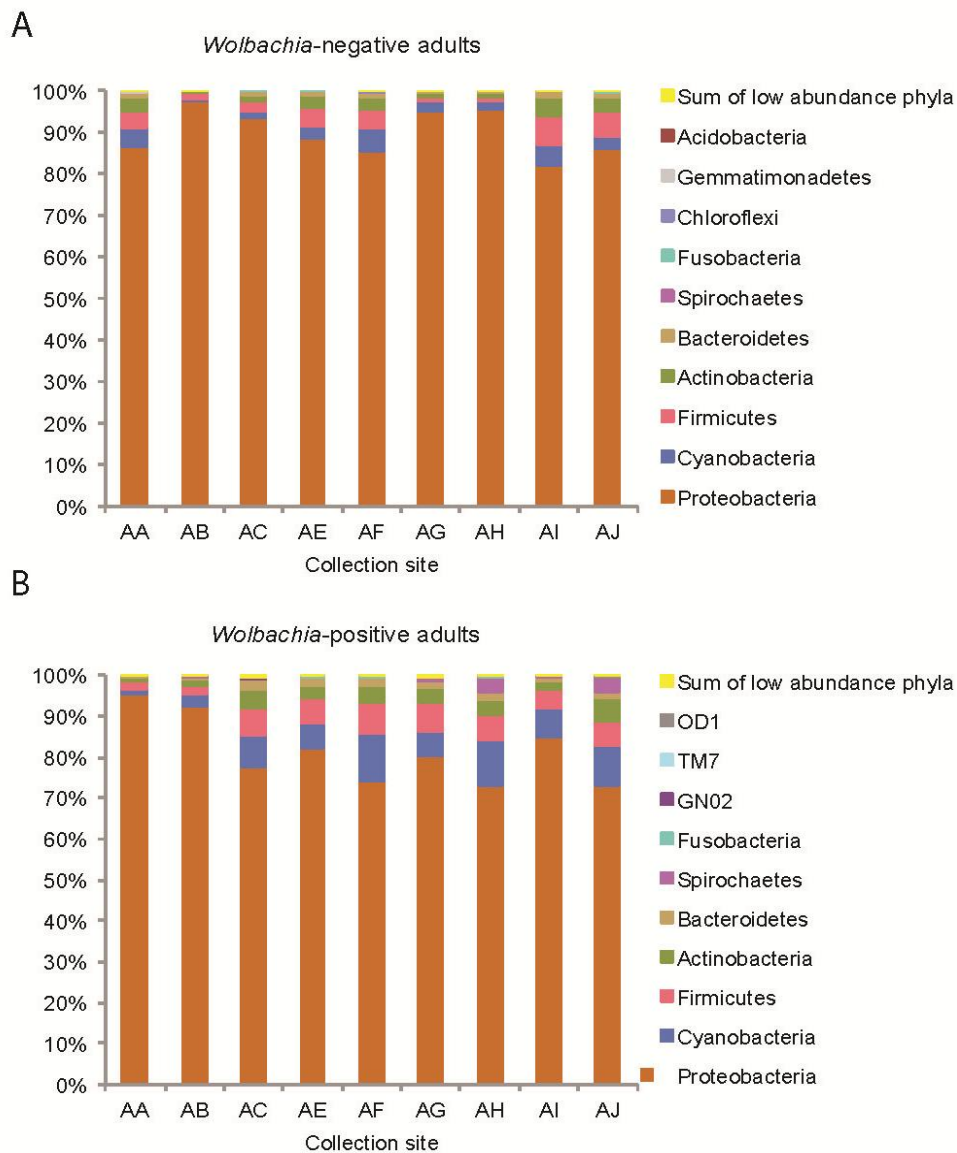 A
Wolbachia-negative adults
100%
90%
80%
70%
60%
50%
40%
30%
20%
10%
0%
AA AB AC AE AF AG AH AI AJ
Collection site
Sum of low abundance phyla
Acidobacteria
Gemmatimonadetes
Chloroflexi
Fusobacteria
Spirochaetes
Bacteroidetes
Actinobacteria
Firmicutes
Cyanobacteria
Proteobacteria
B
Wolbachia-positive adults
100%
90%
80%
70%
60%
50%
40%
30%
20%
10%
0%
AA AB AC AE AF AG AH AI AJ
Collection site
Sum of low abundance phyla
OD1
TM7
GN02
Fusobacteria
Spirochaetes
Bacteroidetes
Actinobacteria
Firmicutes
Cyanobacteria
Proteobacteria